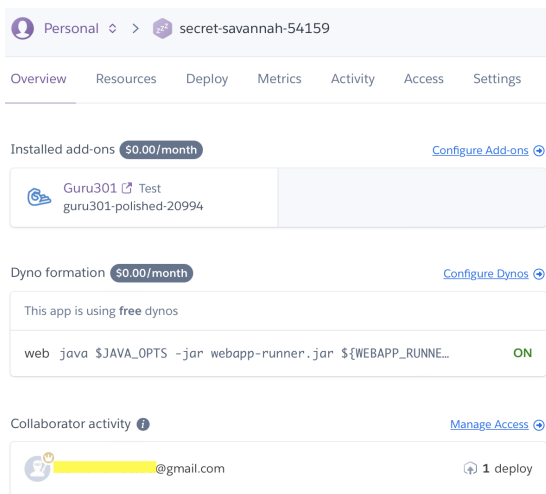 Personal > zzz secret-savannah-54159
Overview Resources Deploy Metrics Activity Access Settings
Installed add-ons $0.00/month Configure Add-ons
Guru301 Test
guru301-polished-20994
Dyno formation $0.00/month Configure Dynos
This app is using free dynos
web java $JAVA_OPTS -jar webapp-runner.jar ${WEBAPP_RUNNE… ON
Collaborator activity i Manage Access
@gmail.com 1 deploy